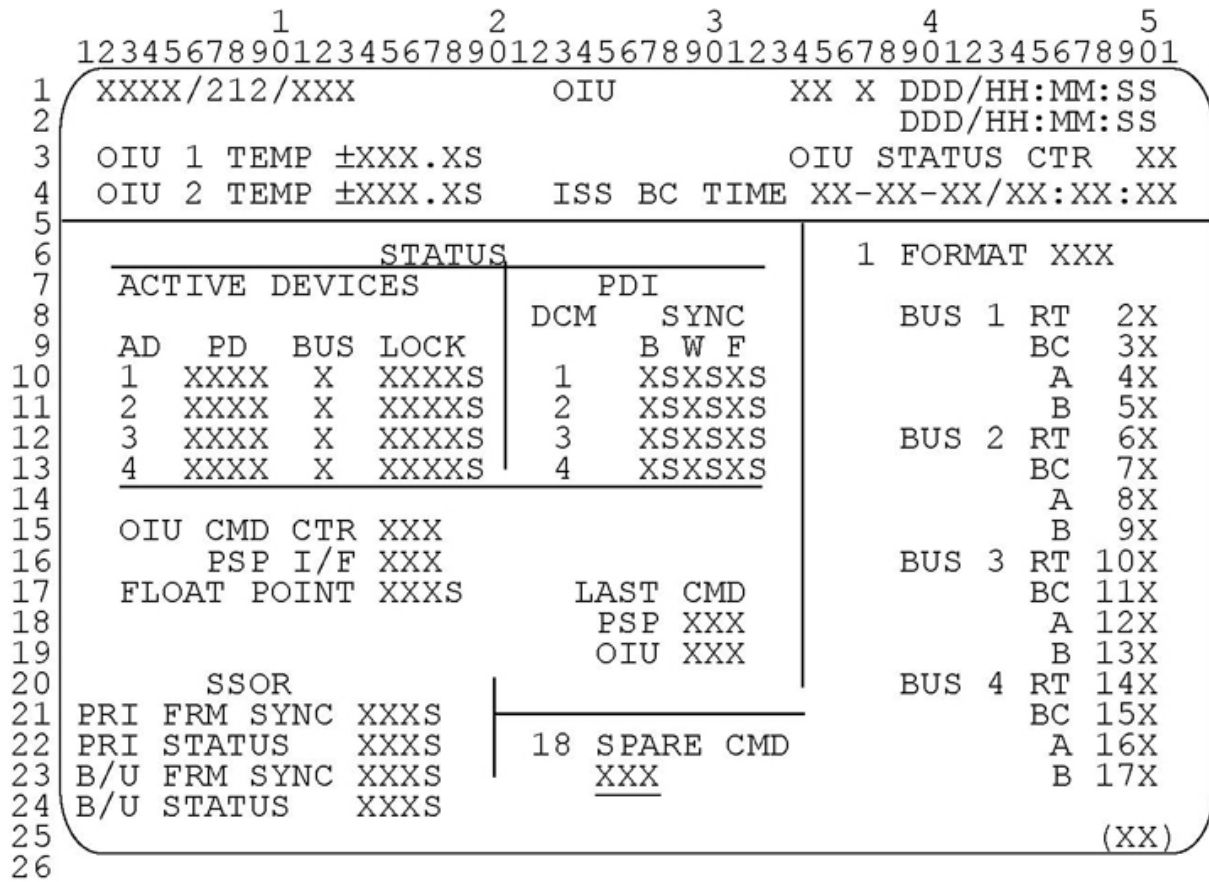 1 2 3 4 5
123456789012345678901234567890123456789012345678901
1 XXXX/212/XXX OIU XX X DDD/HH:MM:SS
2 DDD/HH:MM:SS
3 OIU 1 TEMP ±XXX.XS OIU STATUS CTR XX
4 OIU 2 TEMP ±XXX.XS ISS BC TIME XX-XX-XX/XX:XX:XX
5
6 STATUS 1 FORMAT XXX
7 ACTIVE DEVICES PDI
8 DCM SYNC BUS 1 RT 2X
9 AD PD BUS LOCK B W F BC 3X
10 1 XXXX X XXXXS 1 XSXSXS A 4X
11 2 XXXX X XXXXS 2 XSXSXS B 5X
12 3 XXXX X XXXXS 3 XSXSXS BUS 2 RT 6X
13 4 XXXX X XXXXS 4 XSXSXS BC 7X
14 A 8X
15 OIU CMD CTR XXX B 9X
16 PSP I/F XXX BUS 3 RT 10X
17 FLOAT POINT XXXS LAST CMD BC 11X
18 PSP XXX A 12X
19 OIU XXX B 13X
20 SSOR BUS 4 RT 14X
21 PRI FRM SYNC XXXS BC 15X
22 PRI STATUS XXXS 18 SPARE CMD A 16X
23 B/U FRM SYNC XXXS XXX B 17X
24 B/U STATUS XXXS
25 (XX)
26